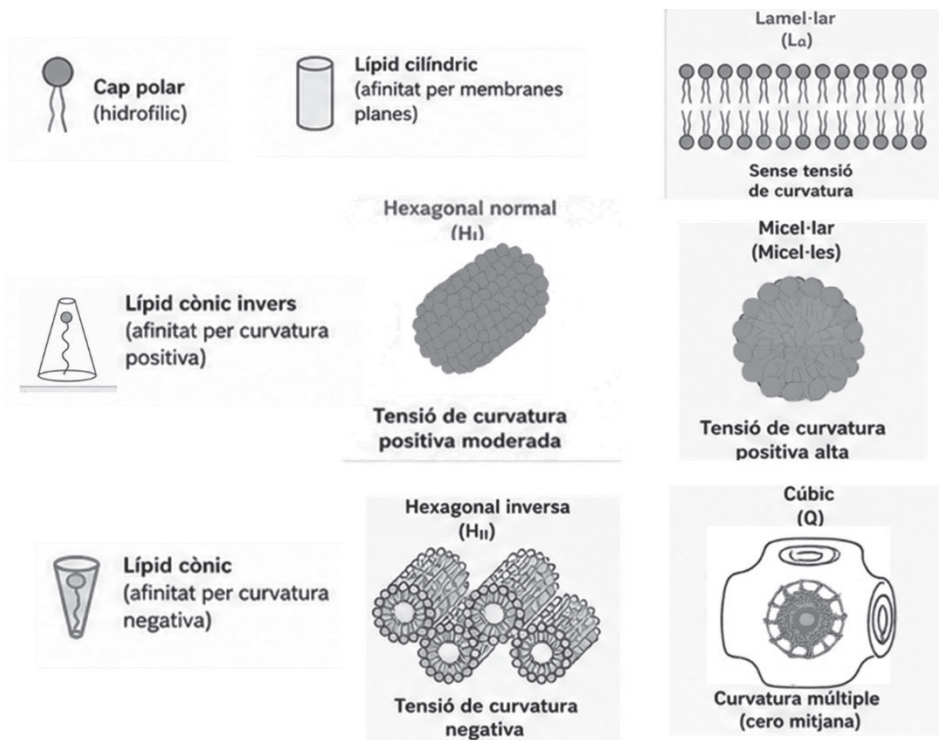 Cap polar
(hidrofílic)
Lípid cilíndric
(afinitat per membranes
planes)
Lamel·lar
(Lα)
Sense tensió
de curvatura
Lípid cònic invers
(afinitat per curvatura
positiva)
Hexagonal normal
(HI)
Tensió de curvatura
positiva moderada
Micel·lar
(Micel·les)
Tensió de curvatura
positiva alta
Lípid cònic
(afinitat per curvatura
negativa)
Hexagonal inversa
(HII)
Tensió de curvatura
negativa
Cúbic
(Q)
Curvatura múltiple
(cero mitjana)